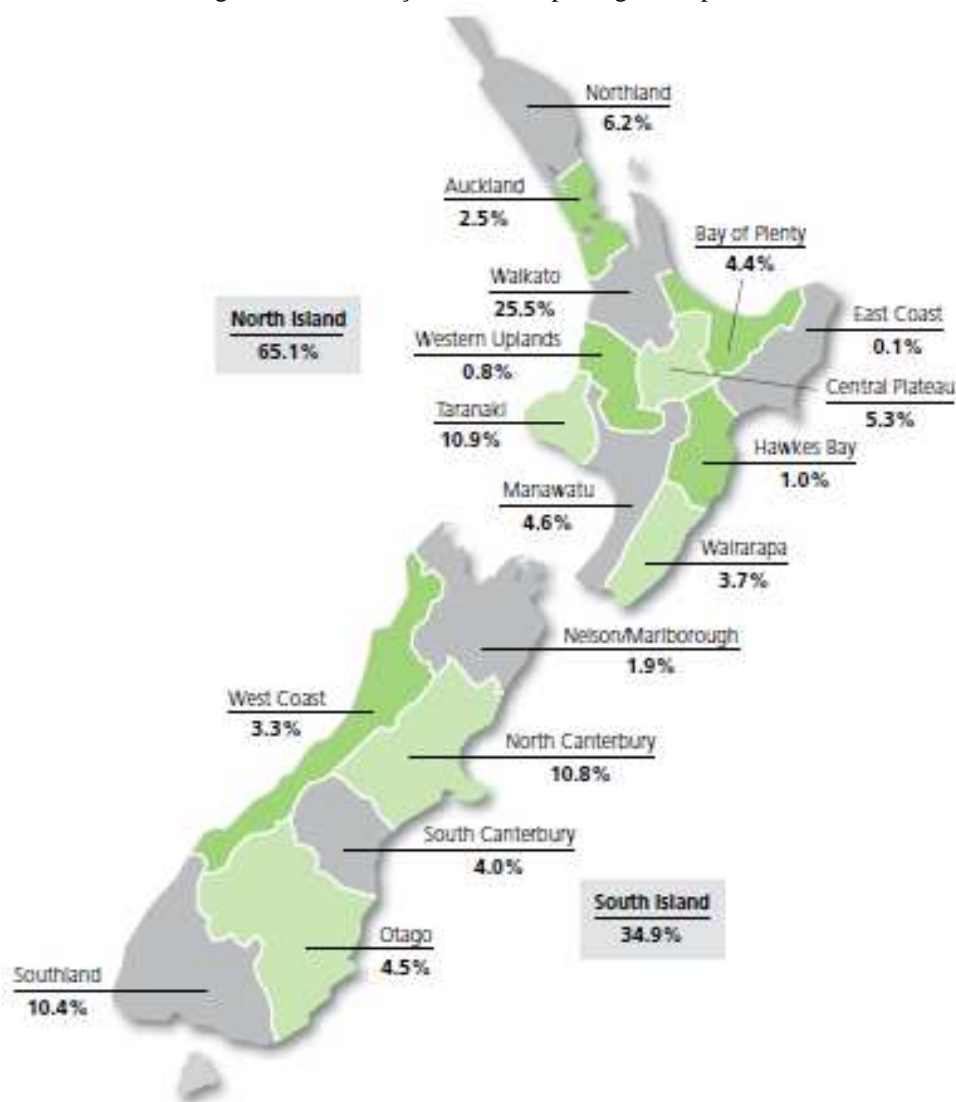 Northland
6.2%
Auckland
2.5%
Bay of Plenty
4.4%
Waikato
25.5%
North Island
65.1%
East Coast
0.1%
Western Uplands
0.8%
Central Plateau
5.3%
Taranaki
10.9%
Hawkes Bay
1.0%
Manawatu
4.6%
Wairarapa
3.7%
Nelson/Marlborough
1.9%
West Coast
3.3%
North Canterbury
10.8%
South Canterbury
4.0%
South Island
34.9%
Otago
4.5%
Southland
10.4%